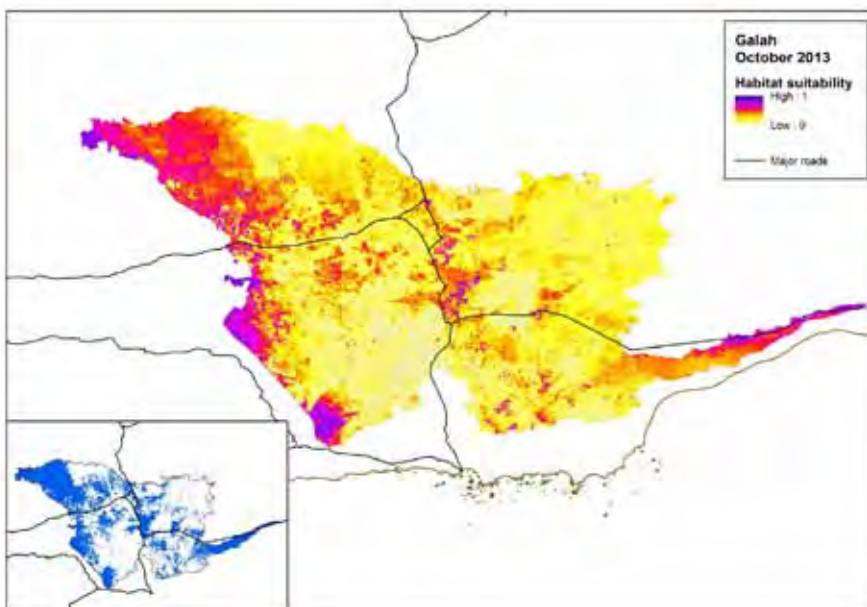 Galah
October 2013
Habitat suitability
High : 1
Low : 0
Major roads